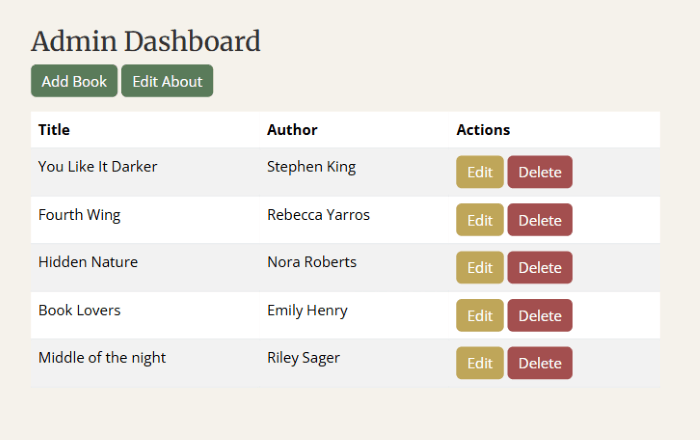 Admin Dashboard
Add Book Edit About
Title Author Actions
You Like It Darker Stephen King Edit Delete
Fourth Wing Rebecca Yarros Edit Delete
Hidden Nature Nora Roberts Edit Delete
Book Lovers Emily Henry Edit Delete
Middle of the night Riley Sager Edit Delete